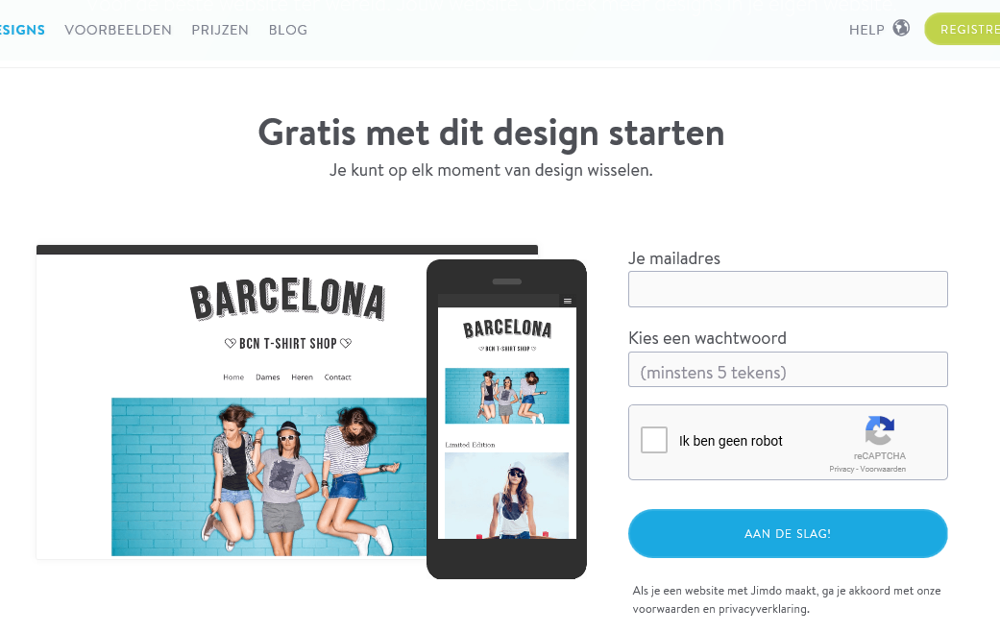 VOORBEELDEN PRIJZEN BLOG HELP
Gratis met dit design starten
Je kunt op elk moment van design wisselen.
BARCELONA
BCN T-SHIRT SHOP
Home Dames Heren Contact
BARCELONA
BCN T-SHIRT SHOP
Limited Edition
Je mailadres
Kies een wachtwoord
(minstens 5 tekens)
Ik ben geen robot
reCAPTCHA
Privacy - Voorwaarden
AAN DE SLAG!
Als je een website met Jimdo maakt, ga je akkoord met onze
voorwaarden en privacyverklaring.